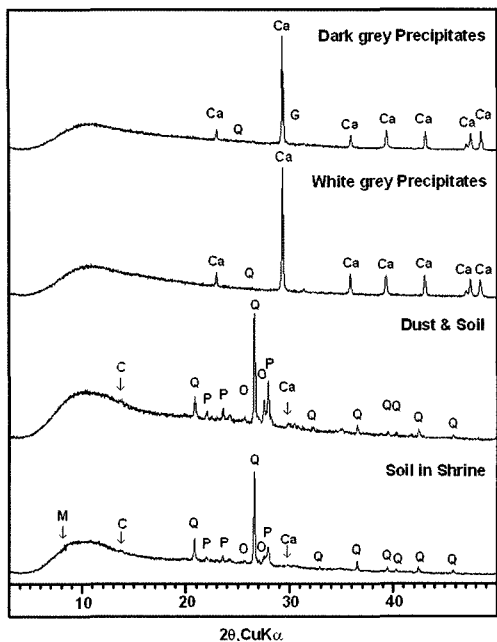 Ca
Dark grey Precipitates
Ca Q G Ca Ca Ca Ca Ca
Ca
White grey Precipitates
Ca Q Ca Ca Ca Ca Ca
Q
Dust & Soil
C Q P P O O P Ca Q Q QQ Q Q
Q
Soil in Shrine
M C Q P P O O P Ca Q Q Q Q Q Q
10 20 30 40
2θ,CuKα